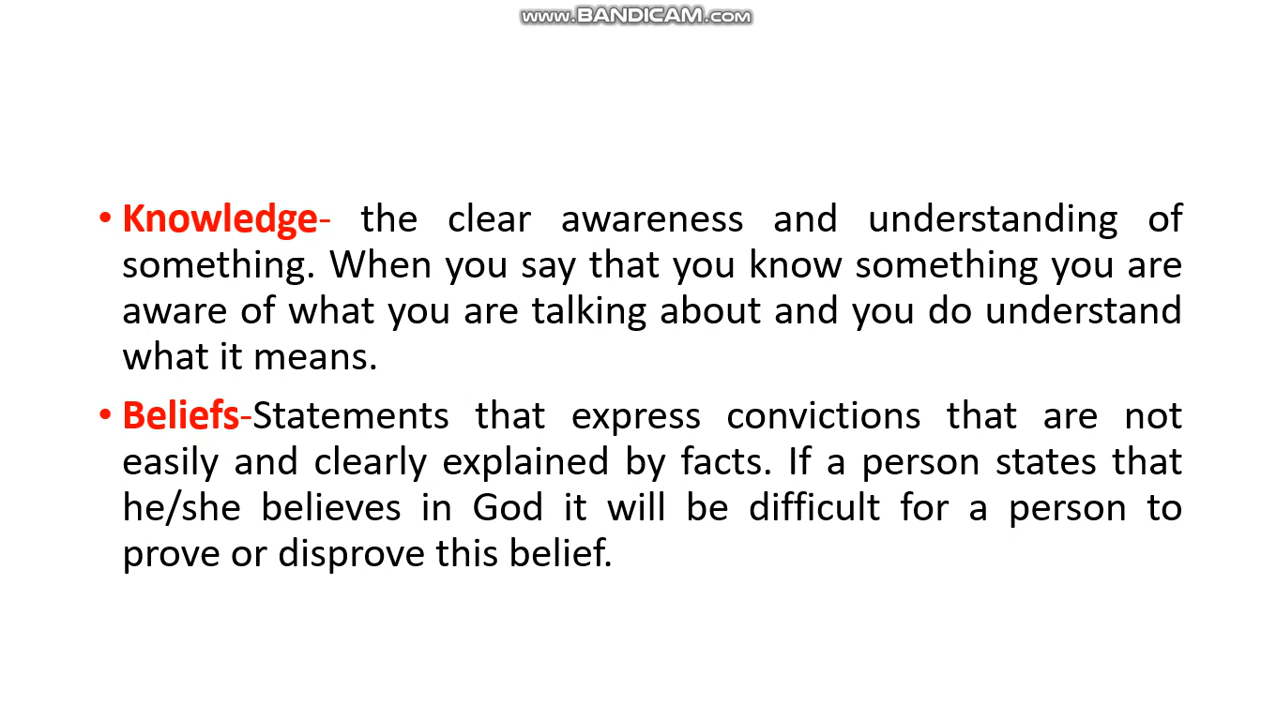 www.BANDICAM.com
• Knowledge- the clear awareness and understanding of
something. When you say that you know something you are
aware of what you are talking about and you do understand
what it means.
• Beliefs-Statements that express convictions that are not
easily and clearly explained by facts. If a person states that
he/she believes in God it will be difficult for a person to
prove or disprove this belief.